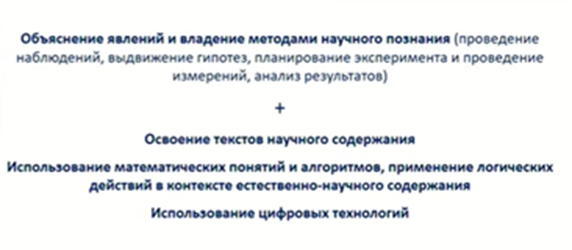 Объяснение явлений и владение методами научного познания (проведение
наблюдений, выдвижение гипотез, планирование эксперимента и проведение
измерений, анализ результатов)
+
Освоение текстов научного содержания
Использование математических понятий и алгоритмов, применение логических
действий в контексте естественно-научного содержания
Использование цифровых технологий